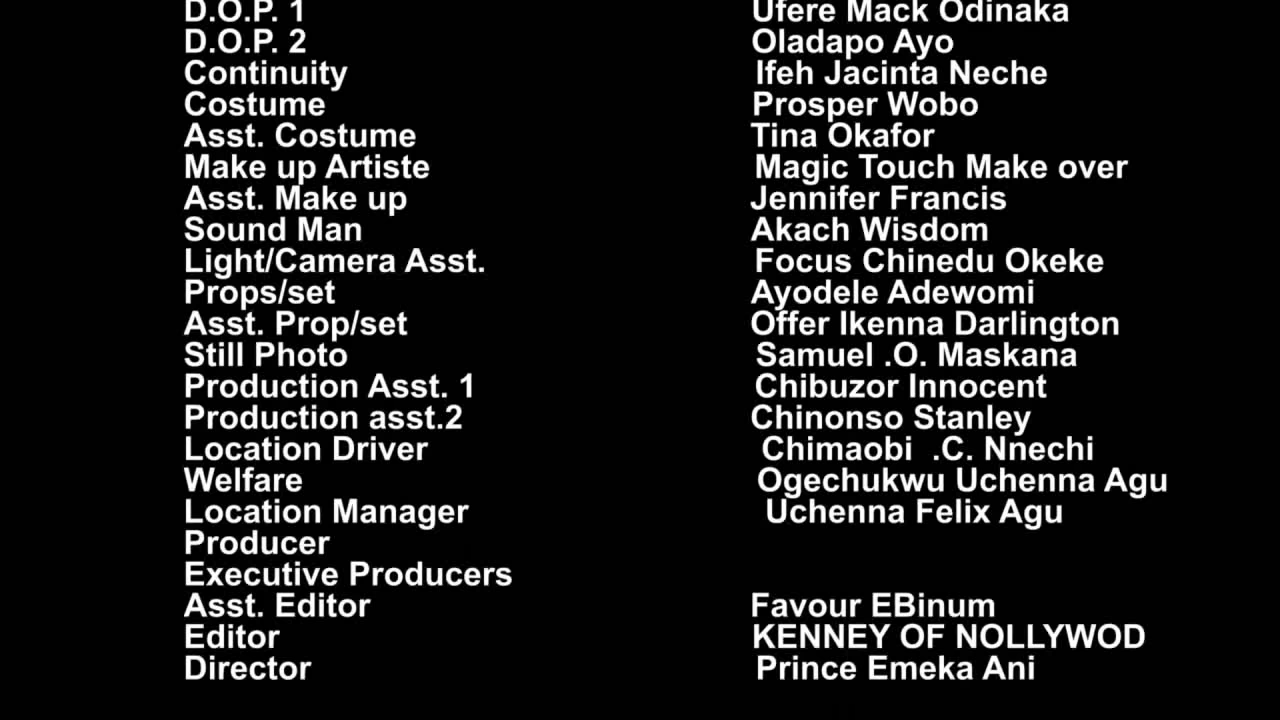 D.O.P. 1 Ufere Mack Odinaka
D.O.P. 2 Oladapo Ayo
Continuity Ifeh Jacinta Neche
Costume Prosper Wobo
Asst. Costume Tina Okafor
Make up Artiste Magic Touch Make over
Asst. Make up Jennifer Francis
Sound Man Akach Wisdom
Light/Camera Asst. Focus Chinedu Okeke
Props/set Ayodele Adewomi
Asst. Prop/set Offer Ikenna Darlington
Still Photo Samuel .O. Maskana
Production Asst. 1 Chibuzor Innocent
Production asst.2 Chinonso Stanley
Location Driver Chimaobi .C. Nnechi
Welfare Ogechukwu Uchenna Agu
Location Manager Uchenna Felix Agu
Producer
Executive Producers
Asst. Editor Favour EBinum
Editor KENNEY OF NOLLYWOD
Director Prince Emeka Ani